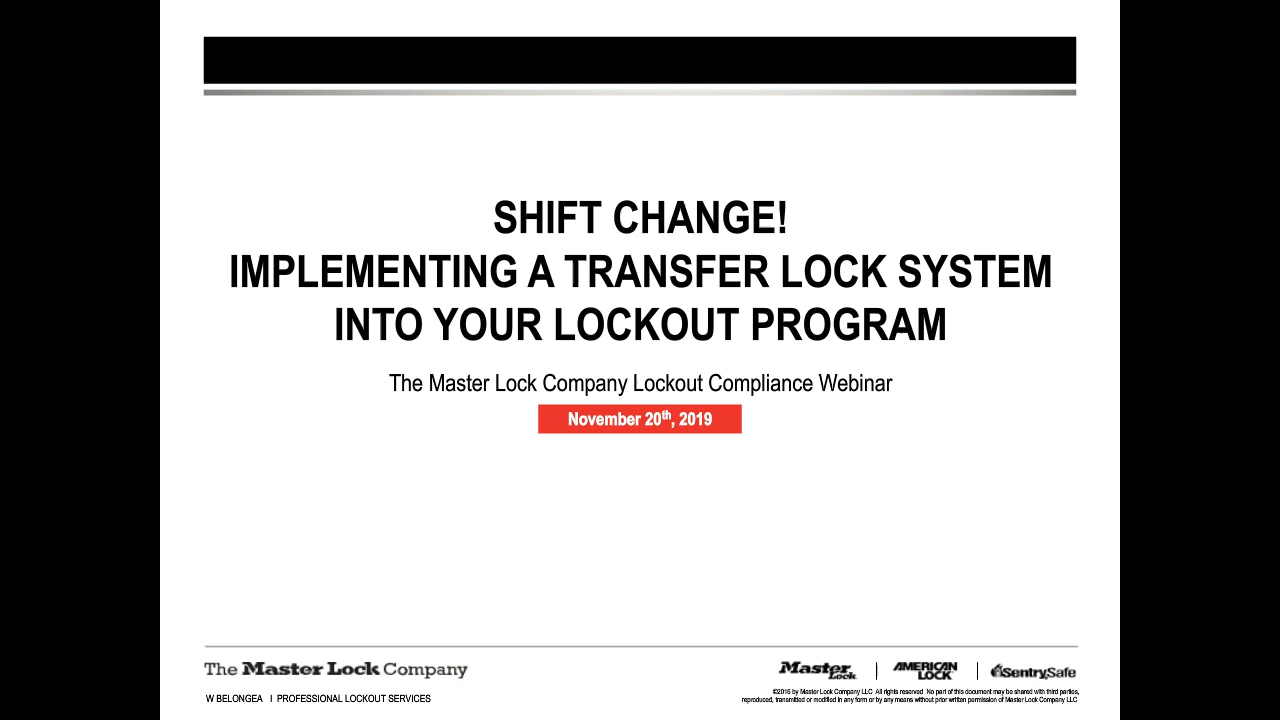 SHIFT CHANGE!
IMPLEMENTING A TRANSFER LOCK SYSTEM
INTO YOUR LOCKOUT PROGRAM
The Master Lock Company Lockout Compliance Webinar
November 20th, 2019
The Master Lock Company
Master Lock | AMERICAN LOCK | SentrySafe
W BELONGEA I PROFESSIONAL LOCKOUT SERVICES
©2016 by Master Lock Company LLC All rights reserved No part of this document may be shared with third parties,
reproduced, transmitted or modified in any form or by any means without prior written permission of Master Lock Company LLC